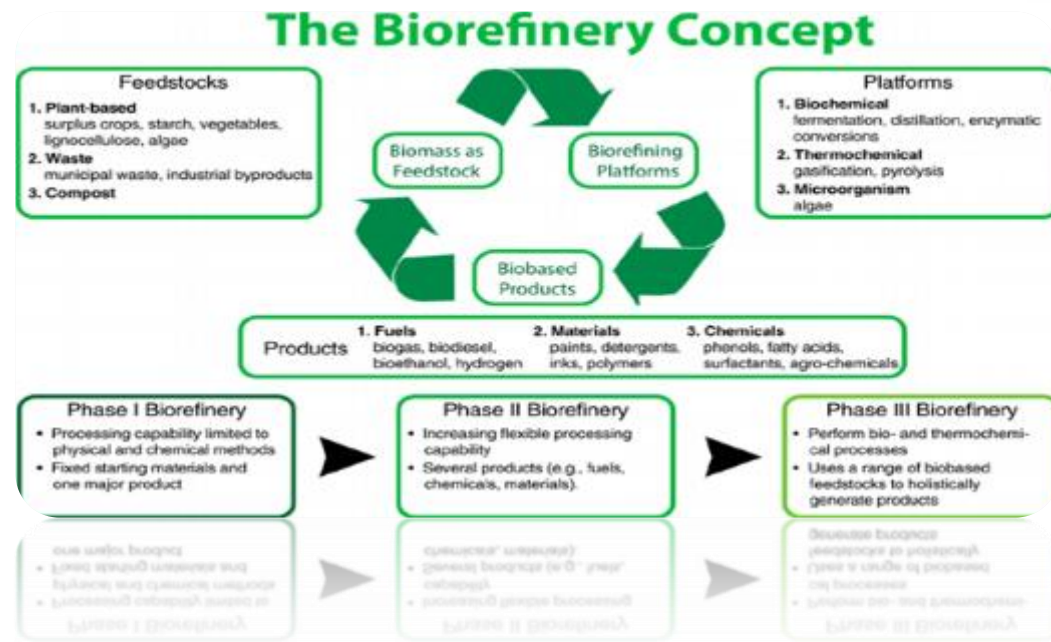 The Biorefinery Concept
Feedstocks
1. Plant-based
surplus crops, starch, vegetables,
lignocellulose, algae
2. Waste
municipal waste, industrial byproducts
3. Compost
Biomass as
Feedstock
Biorefining
Platforms
Biobased
Products
Platforms
1. Biochemical
fermentation, distillation, enzymatic
conversions
2. Thermochemical
gasification, pyrolysis
3. Microorganism
algae
Products
1. Fuels
biogas, biodiesel,
bioethanol, hydrogen
2. Materials
paints, detergents,
inks, polymers
3. Chemicals
phenols, fatty acids,
surfactants, agro-chemicals
Phase I Biorefinery
• Processing capability limited to
physical and chemical methods
• Fixed starting materials and
one major product
Phase II Biorefinery
• Increasing flexible processing
capability
• Several products (e.g., fuels,
chemicals, materials).
Phase III Biorefinery
• Perform bio- and thermochemi-
cal processes
• Uses a range of biobased
feedstocks to holistically
generate products